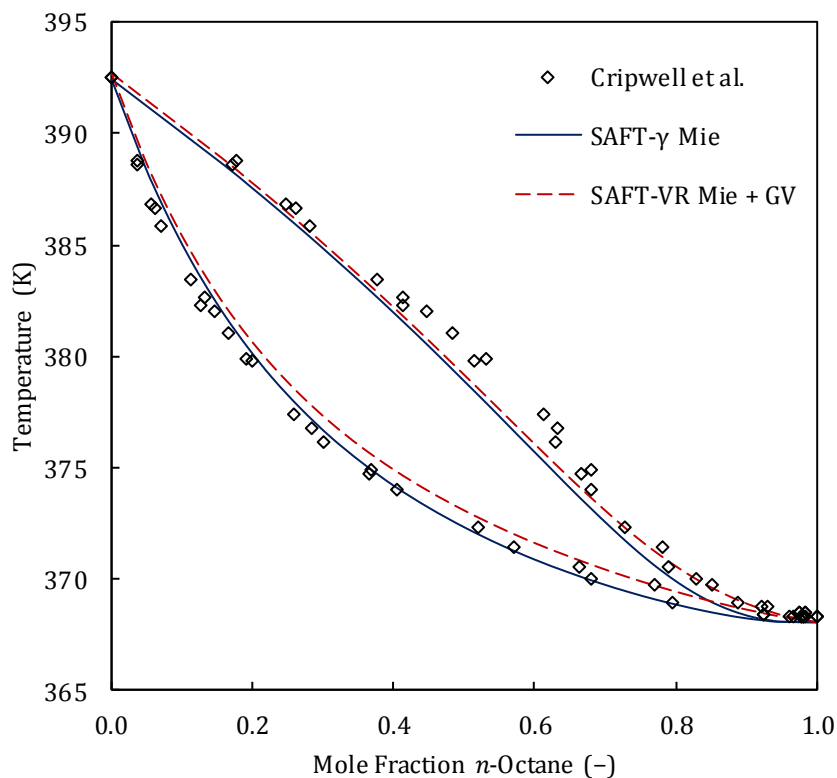 395
390
385
380
375
370
365
Temperature (K)
Cripwell et al.
SAFT-γ Mie
SAFT-VR Mie + GV
0.0 0.2 0.4 0.6 0.8 1.0
Mole Fraction n-Octane (−)